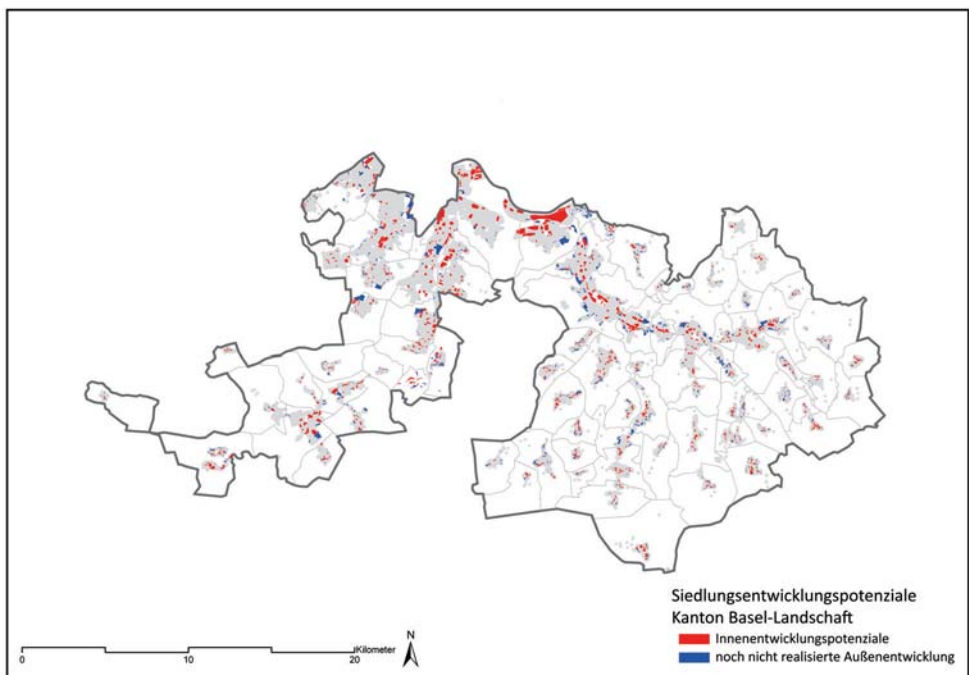 Siedlungsentwicklungspotenziale
Kanton Basel-Landschaft
Innenentwicklungspotenziale
noch nicht realisierte Außenentwicklung
Kilometer
0 10 20
N